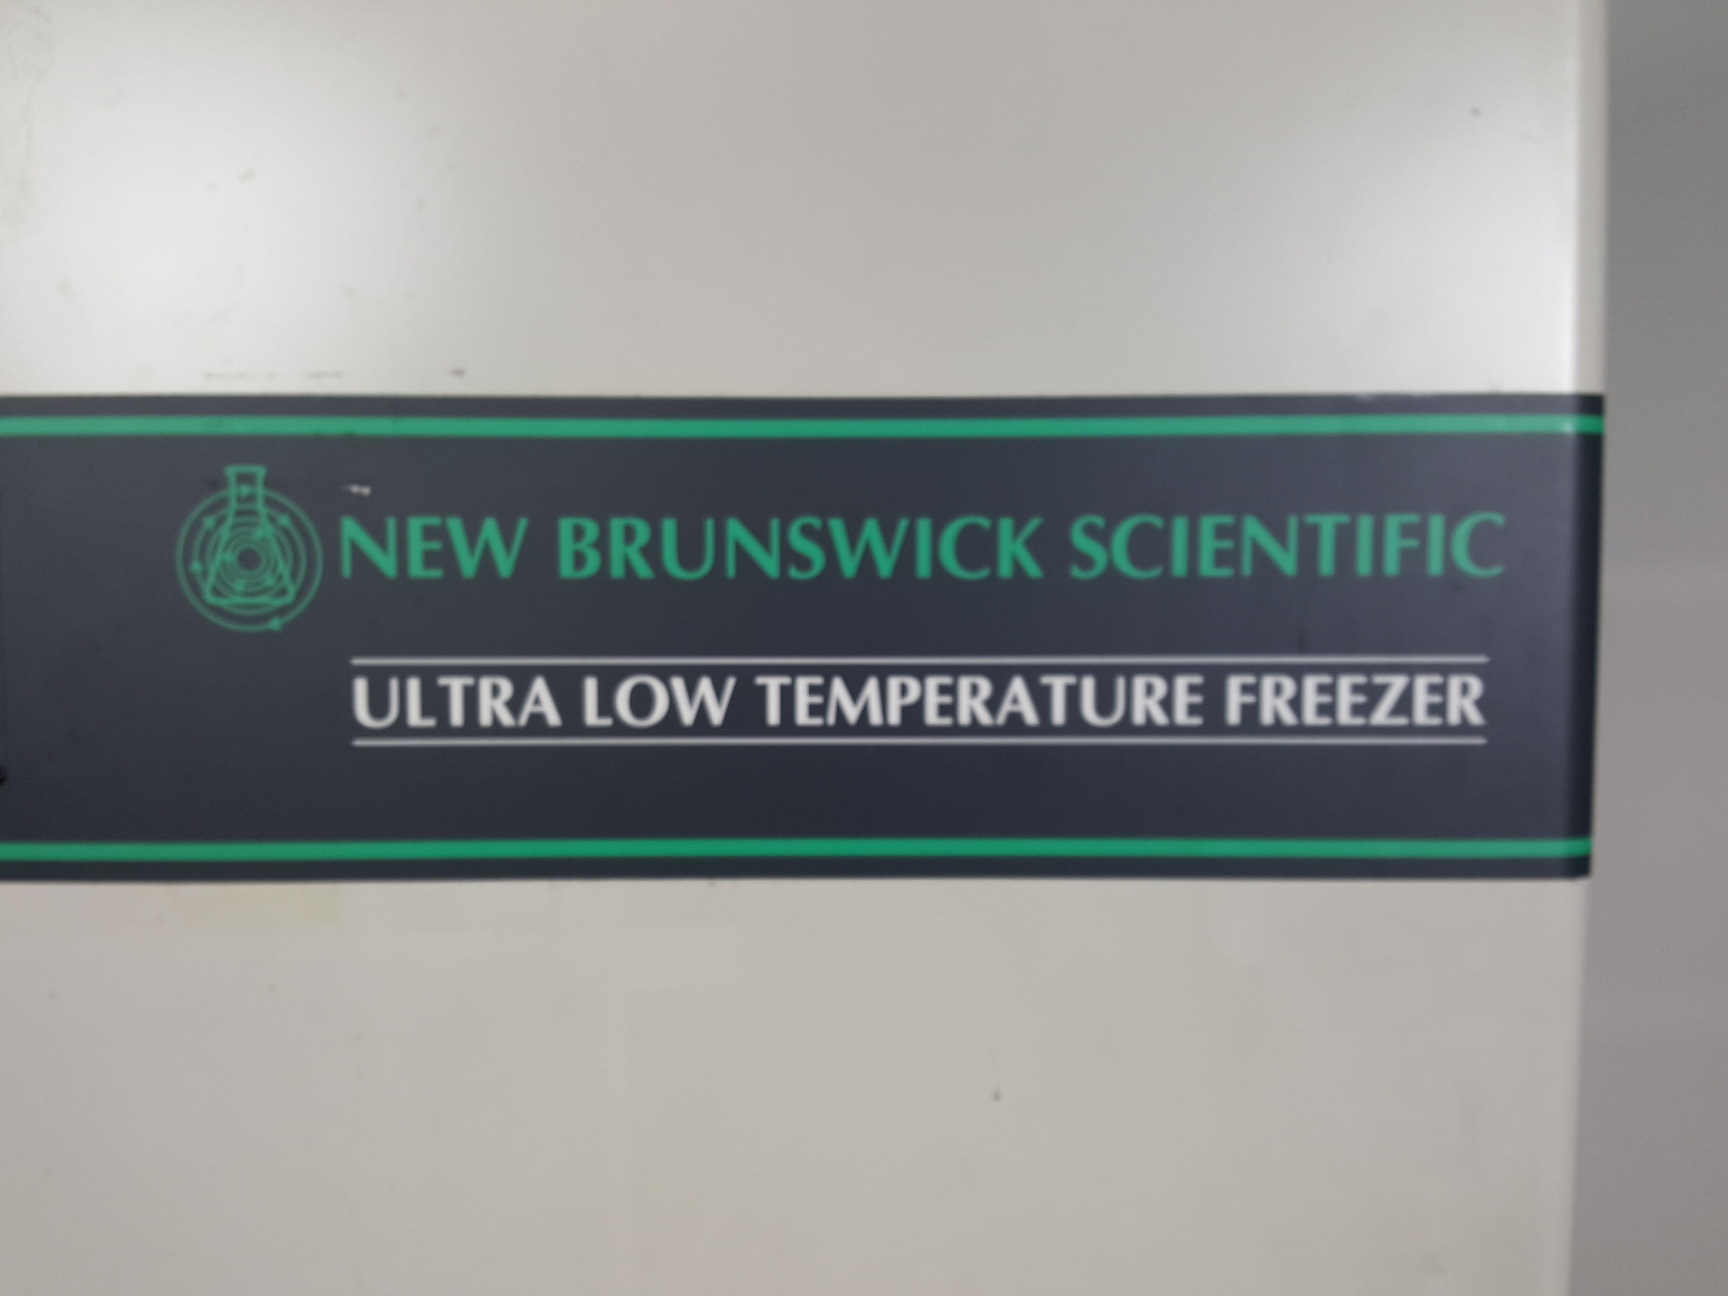 NEW BRUNSWICK SCIENTIFIC
ULTRA LOW TEMPERATURE FREEZER